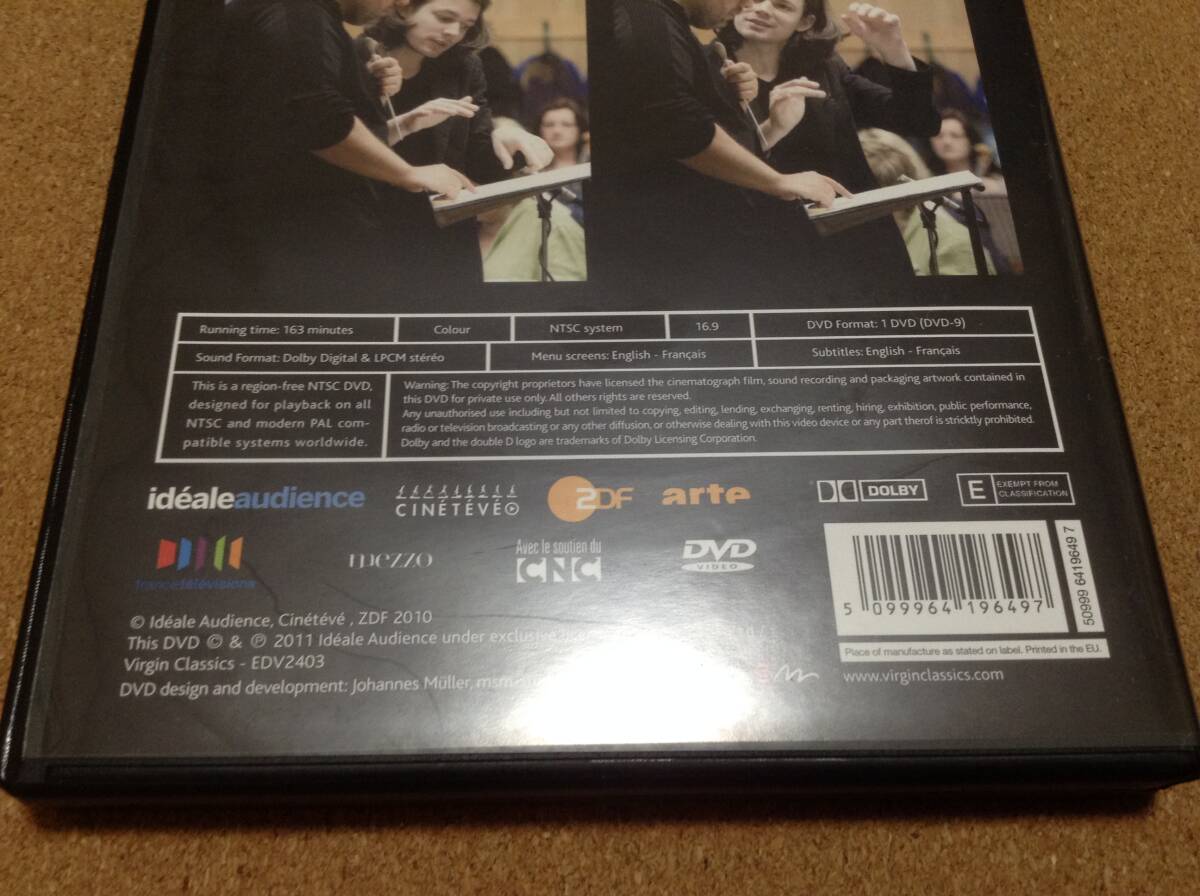 Running time: 163 minutes
Colour
NTSC system
16.9
DVD Format: 1 DVD (DVD-9)
Sound Format: Dolby Digital & LPCM stéréo
Menu screens: English - Français
Subtitles: English - Français
This is a region-free NTSC DVD,
designed for playback on all
NTSC and modern PAL com-
patible systems worldwide.
Warning: The copyright proprietors have licensed the cinematograph film, sound recording and packaging artwork contained in
this DVD for private use only. All others rights are reserved.
Any unauthorised use including but not limited to copying, editing, lending, exchanging, renting, hiring, exhibition, public performance,
radio or television broadcasting or any other diffusion, or otherwise dealing with this video device or any part therof is stricktly prohibited.
Dolby and the double D logo are trademarks of Dolby Licensing Corporation.
idéaleaudience
CINÉTÉVÉ
ZDF
arte
DOLBY
E EXEMPT FROM
CLASSIFICATION
francetélévisions
mezzo
Avec le soutien du
CNC
DVD
VIDEO
5 099964 196497
50999 6419649 7
© Idéale Audience, Cinétévé , ZDF 2010
This DVD © & ℗ 2011 Idéale Audience under exclusive
Virgin Classics - EDV2403
DVD design and development: Johannes Müller,
Place of manufacture as stated on label. Printed in the EU.
www.virginclassics.com